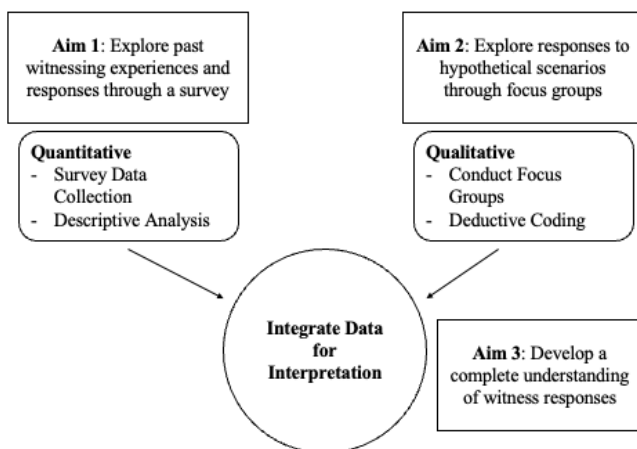 Aim 1: Explore past
witnessing experiences and
responses through a survey
Aim 2: Explore responses to
hypothetical scenarios
through focus groups
Quantitative
- Survey Data
Collection
- Descriptive Analysis
Qualitative
- Conduct Focus
Groups
- Deductive Coding
Integrate Data
for
Interpretation
Aim 3: Develop a
complete understanding
of witness responses